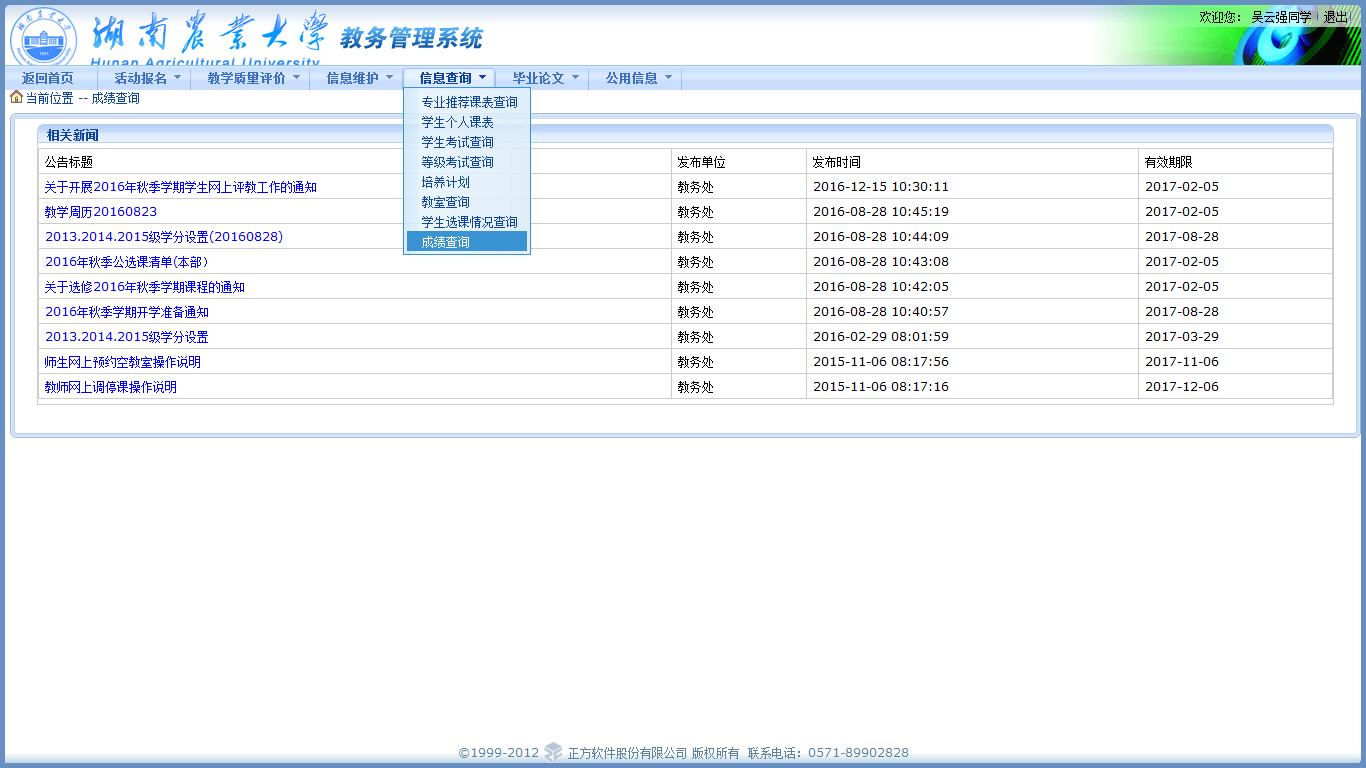 湖南農業大學 教务管理系统
Hunan Agricultural University
欢迎您: 吴云强同学 退出
返回首页 活动报名 教学质量评价 信息维护 信息查询 毕业论文 公用信息
当前位置 -- 成绩查询
专业推荐课表查询
学生个人课表
学生考试查询
等级考试查询
培养计划
教室查询
学生选课情况查询
成绩查询
相关新闻
公告标题 发布单位 发布时间 有效期限
关于开展2016年秋季学期学生网上评教工作的通知 教务处 2016-12-15 10:30:11 2017-02-05
教学周历20160823 教务处 2016-08-28 10:45:19 2017-02-05
2013.2014.2015级学分设置(20160828) 教务处 2016-08-28 10:44:09 2017-08-28
2016年秋季公选课清单(本部） 教务处 2016-08-28 10:43:08 2017-02-05
关于选修2016年秋季学期课程的通知 教务处 2016-08-28 10:42:05 2017-02-05
2016年秋季学期开学准备通知 教务处 2016-08-28 10:40:57 2017-08-28
2013.2014.2015级学分设置 教务处 2016-02-29 08:01:59 2017-03-29
师生网上预约空教室操作说明 教务处 2015-11-06 08:17:56 2017-11-06
教师网上调停课操作说明 教务处 2015-11-06 08:17:16 2017-12-06
©1999-2012 正方软件股份有限公司 版权所有 联系电话：0571-89902828